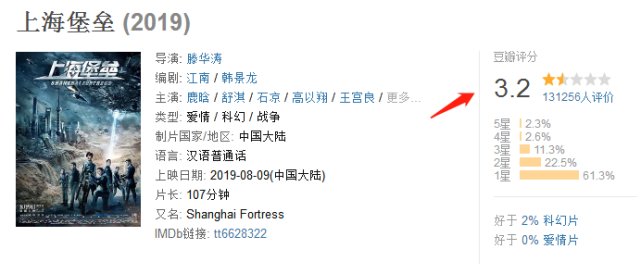 上海堡垒 (2019)
上海堡垒
SHANGHAI FORTRESS
导演: 滕华涛
编剧: 江南 / 韩景龙
主演: 鹿晗 / 舒淇 / 石凉 / 高以翔 / 王宫良 / 更多...
类型: 爱情 / 科幻 / 战争
制片国家/地区: 中国大陆
语言: 汉语普通话
上映日期: 2019-08-09(中国大陆)
片长: 107分钟
又名: Shanghai Fortress
IMDb链接: tt6628322
豆瓣评分
3.2
131256人评价
5星 2.3%
4星 2.6%
3星 11.3%
2星 22.5%
1星 61.3%
好于 2% 科幻片
好于 0% 爱情片